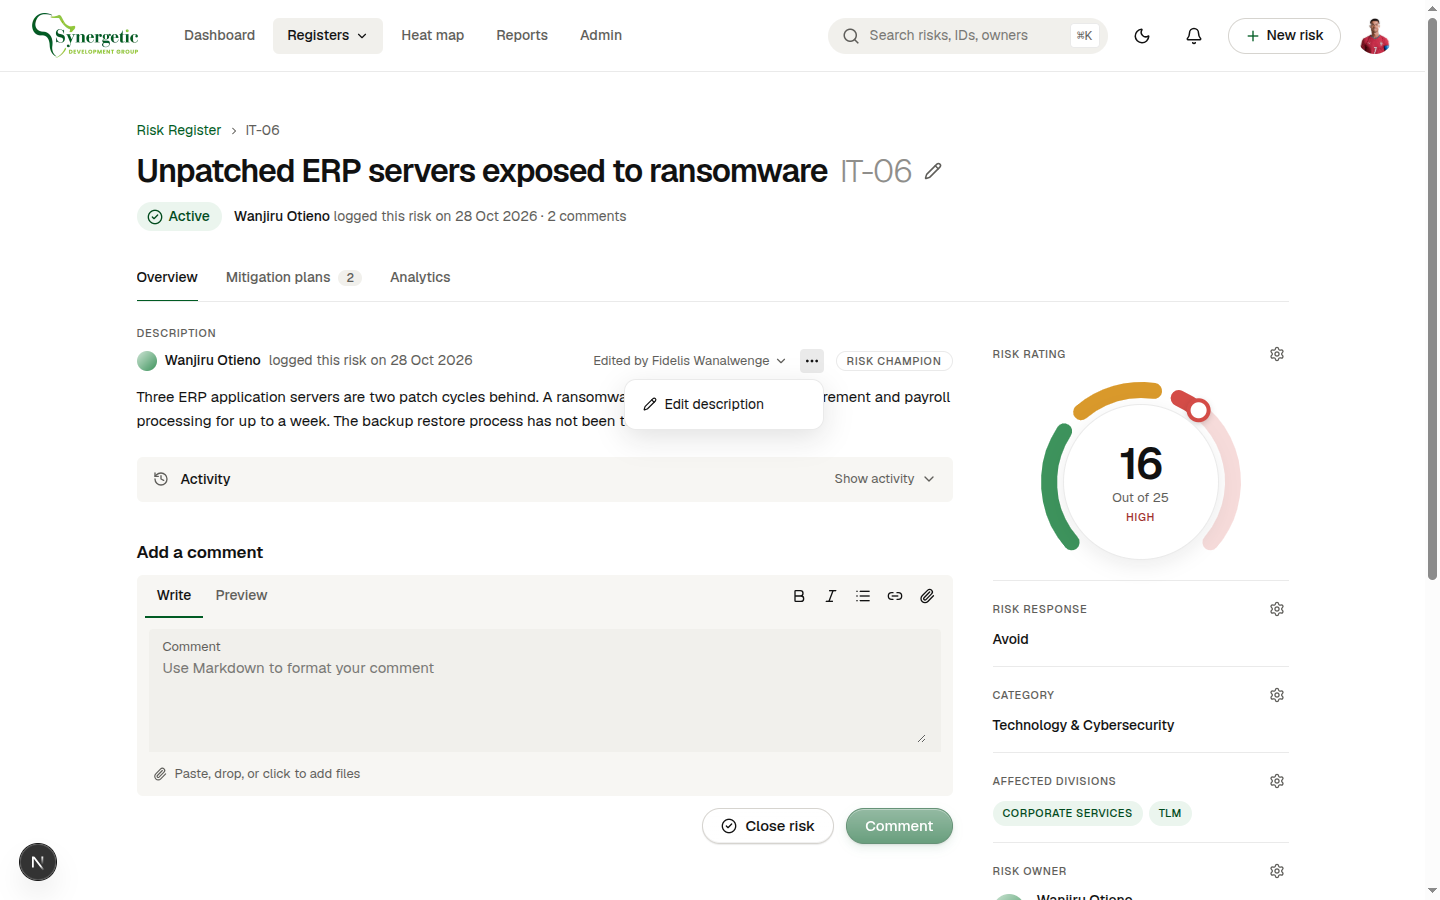 Synergetic
DEVELOPMENT GROUP
Dashboard
Registers
Heat map
Reports
Admin
Search risks, IDs, owners
⌘K
New risk
Risk Register › IT-06
Unpatched ERP servers exposed to ransomware IT-06
Active
Wanjiru Otieno logged this risk on 28 Oct 2026 · 2 comments
Overview
Mitigation plans 2
Analytics
DESCRIPTION
Wanjiru Otieno logged this risk on 28 Oct 2026
Edited by Fidelis Wanalwenge
RISK CHAMPION
Edit description
Three ERP application servers are two patch cycles behind. A and payroll
processing for up to a week. The backup restore process has not been
Activity
Show activity
Add a comment
Write
Preview
Comment
Use Markdown to format your comment
Paste, drop, or click to add files
Close risk
Comment
N
RISK RATING
16
Out of 25
HIGH
RISK RESPONSE
Avoid
CATEGORY
Technology & Cybersecurity
AFFECTED DIVISIONS
CORPORATE SERVICES
TLM
RISK OWNER
Wanjiru Otieno